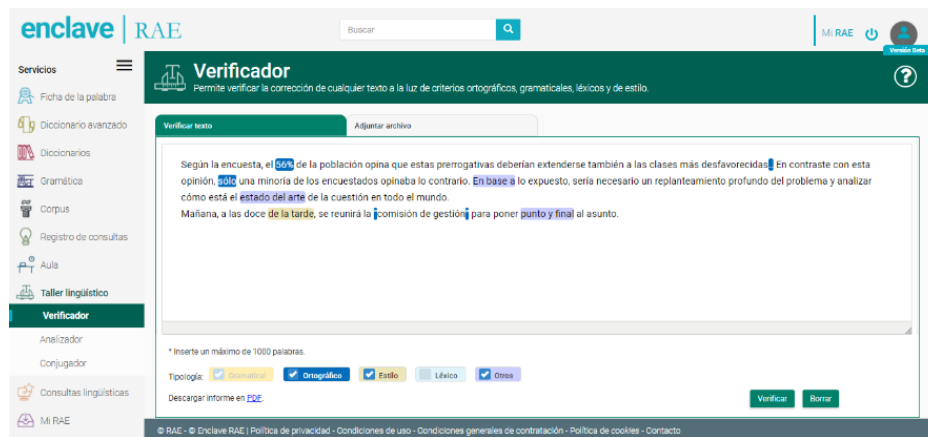 enclave | RAE
Buscar
Mi RAE
Versión Beta
Servicios
Ficha de la palabra
Diccionario avanzado
Diccionarios
Gramática
Corpus
Registro de consultas
Aula
Taller lingüístico
Verificador
Analizador
Conjugador
Consultas lingüísticas
Mi RAE
Verificador
Permite verificar la corrección de cualquier texto a la luz de criterios ortográficos, gramaticales, léxicos y de estilo.
?
Verificar texto
Adjuntar archivo
Según la encuesta, el 56% de la población opina que estas prerrogativas deberían extenderse también a las clases más desfavorecidas. En contraste con esta
opinión, sólo una minoría de los encuestados opinaba lo contrario. En base a lo expuesto, sería necesario un replanteamiento profundo del problema y analizar
cómo está el estado del arte de la cuestión en todo el mundo.
Mañana, a las doce de la tarde, se reunirá la "comisión de gestión" para poner punto y final al asunto.
* Inserte un máximo de 1000 palabras.
Tipología: Gramatical Ortográfico Estilo Léxico Otros
Descargar informe en PDF.
Verificar Borrar
© RAE - © Enclave RAE | Política de privacidad - Condiciones de uso - Condiciones generales de contratación - Política de cookies - Contacto